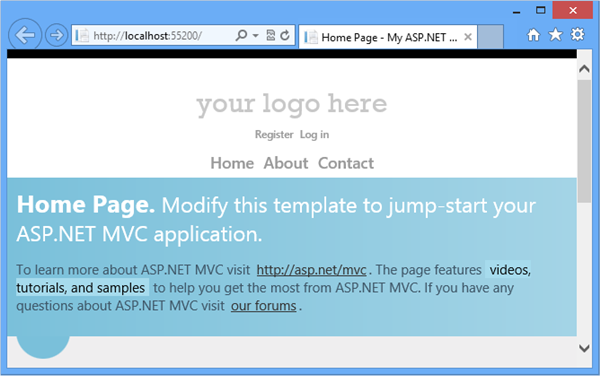 http://localhost:55200/
Home Page - My ASP.NET ...
your logo here
Register Log in
Home About Contact
Home Page. Modify this template to jump-start your
ASP.NET MVC application.
To learn more about ASP.NET MVC visit http://asp.net/mvc. The page features videos,
tutorials, and samples to help you get the most from ASP.NET MVC. If you have any
questions about ASP.NET MVC visit our forums.